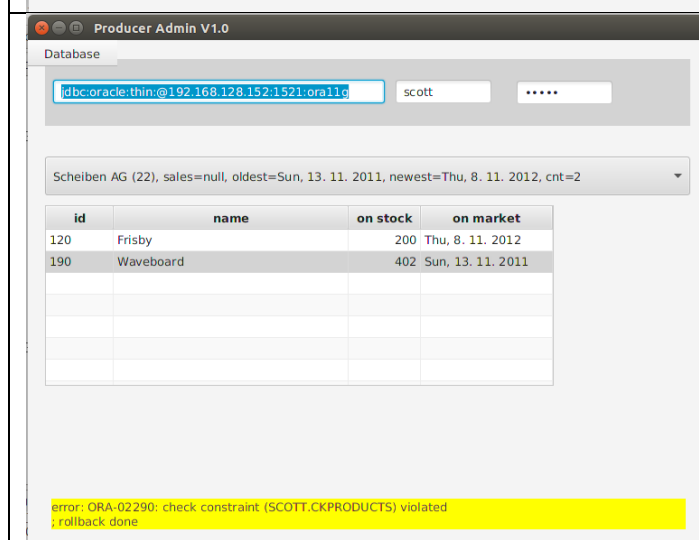 Producer Admin V1.0
Database
jdbc:oracle:thin:@192.168.128.152:1521:ora11g scott •••••
Scheiben AG (22), sales=null, oldest=Sun, 13. 11. 2011, newest=Thu, 8. 11. 2012, cnt=2
id name on stock on market
120 Frisby 200 Thu, 8. 11. 2012
190 Waveboard 402 Sun, 13. 11. 2011
error: ORA-02290: check constraint (SCOTT.CKPRODUCTS) violated
; rollback done